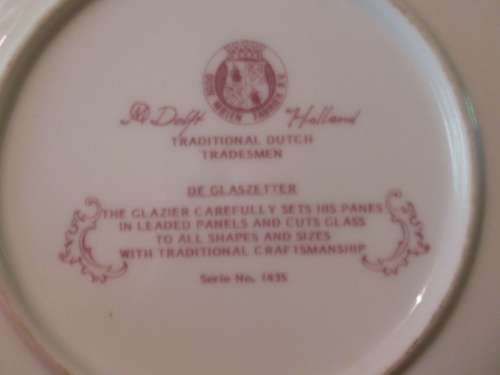 Delft Holland
TRADITIONAL DUTCH
TRADESMEN
DE GLASZETTER
THE GLAZIER CAREFULLY SETS HIS PANES
IN LEADED PANELS AND CUTS GLASS
TO ALL SHAPES AND SIZES
WITH TRADITIONAL CRAFTSMANSHIP
Serie No. 1435